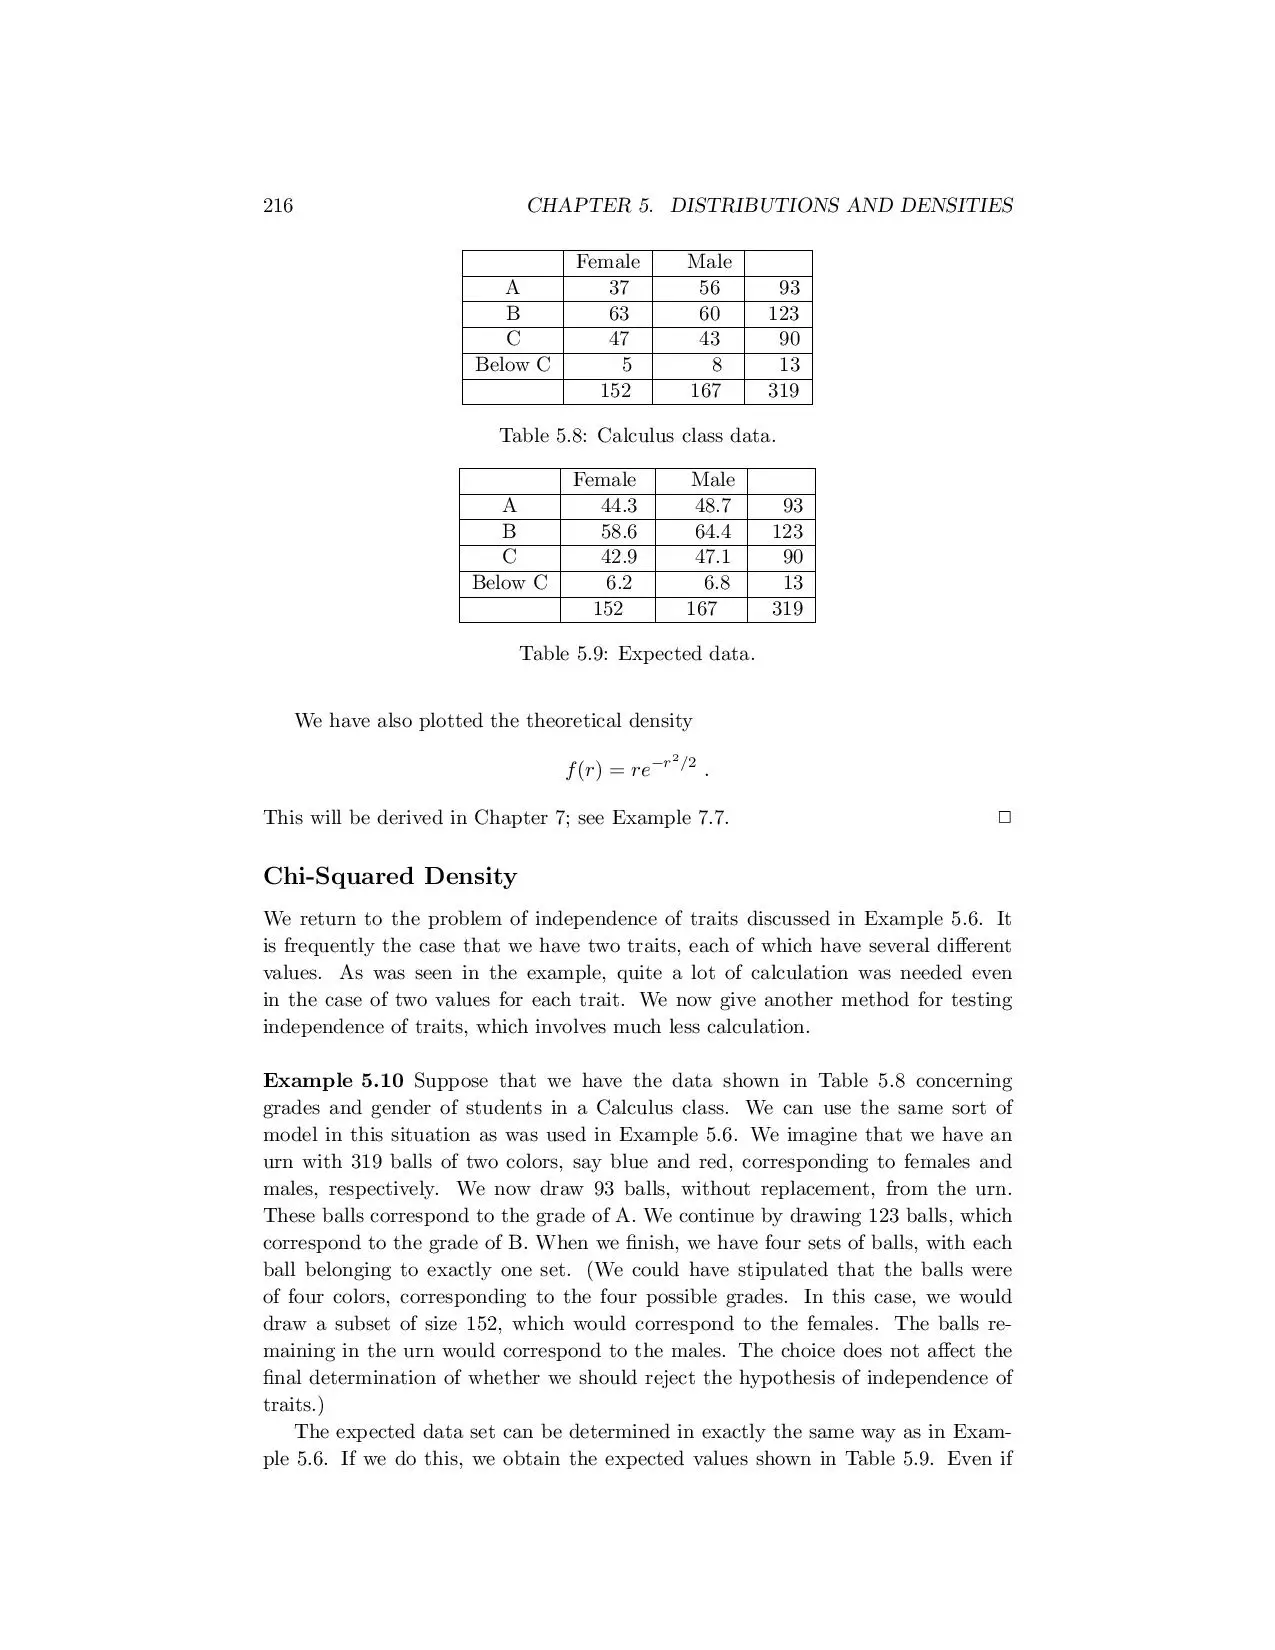 216 CHAPTER 5. DISTRIBUTIONS AND DENSITIES
Female Male
A 37 56 93
B 63 60 123
C 47 43 90
Below C 5 8 13
152 167 319
Table 5.8: Calculus class data.
Female Male
A 44.3 48.7 93
B 58.6 64.4 123
C 42.9 47.1 90
Below C 6.2 6.8 13
152 167 319
Table 5.9: Expected data.
We have also plotted the theoretical density
f(r) = re^{−r²/2} .
This will be derived in Chapter 7; see Example 7.7. □
Chi-Squared Density
We return to the problem of independence of traits discussed in Example 5.6. It
is frequently the case that we have two traits, each of which have several different
values. As was seen in the example, quite a lot of calculation was needed even
in the case of two values for each trait. We now give another method for testing
independence of traits, which involves much less calculation.
Example 5.10 Suppose that we have the data shown in Table 5.8 concerning
grades and gender of students in a Calculus class. We can use the same sort of
model in this situation as was used in Example 5.6. We imagine that we have an
urn with 319 balls of two colors, say blue and red, corresponding to females and
males, respectively. We now draw 93 balls, without replacement, from the urn.
These balls correspond to the grade of A. We continue by drawing 123 balls, which
correspond to the grade of B. When we finish, we have four sets of balls, with each
ball belonging to exactly one set. (We could have stipulated that the balls were
of four colors, corresponding to the four possible grades. In this case, we would
draw a subset of size 152, which would correspond to the females. The balls re-
maining in the urn would correspond to the males. The choice does not affect the
final determination of whether we should reject the hypothesis of independence of
traits.)
The expected data set can be determined in exactly the same way as in Exam-
ple 5.6. If we do this, we obtain the expected values shown in Table 5.9. Even if